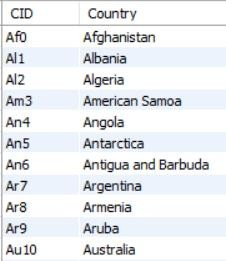 CID Country
Af0 Afghanistan
Al1 Albania
Al2 Algeria
Am3 American Samoa
An4 Angola
An5 Antarctica
An6 Antigua and Barbuda
Ar7 Argentina
Ar8 Armenia
Ar9 Aruba
Au10 Australia